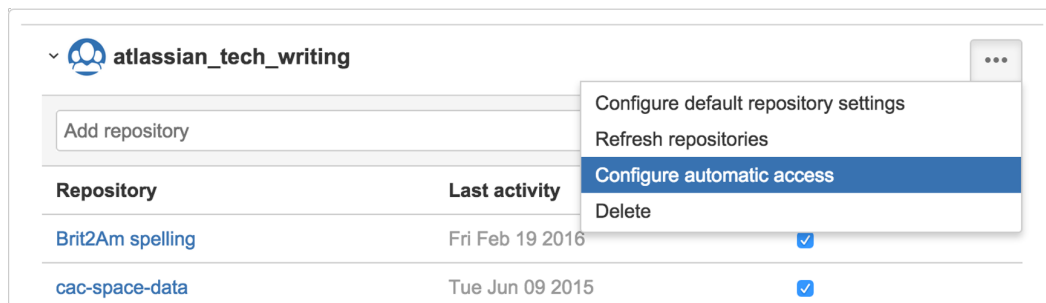 atlassian_tech_writing
Configure default repository settings
Add repository
Refresh repositories
Configure automatic access
Repository Last activity
Delete
Brit2Am spelling Fri Feb 19 2016
cac-space-data Tue Jun 09 2015